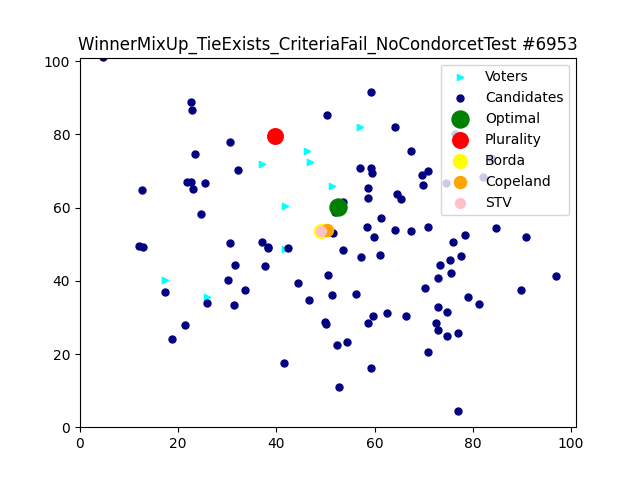 WinnerMixUp_TieExists_CriteriaFail_NoCondorcetTest #6953
100
80
60
40
20
0
0 20 40 60 80 100
Voters
Candidates
Optimal
Plurality
Borda
Copeland
STV